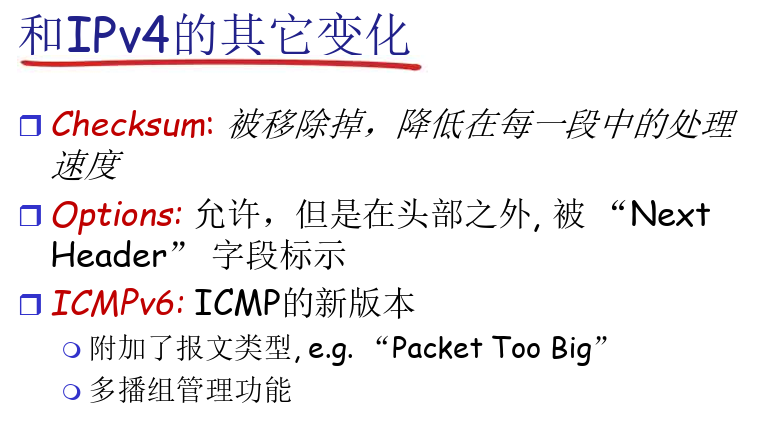 和IPv4的其它变化
Checksum: 被移除掉，降低在每一段中的处理
速度
Options: 允许，但是在头部之外, 被 “Next
Header” 字段标示
ICMPv6: ICMP的新版本
附加了报文类型, e.g. “Packet Too Big”
多播组管理功能